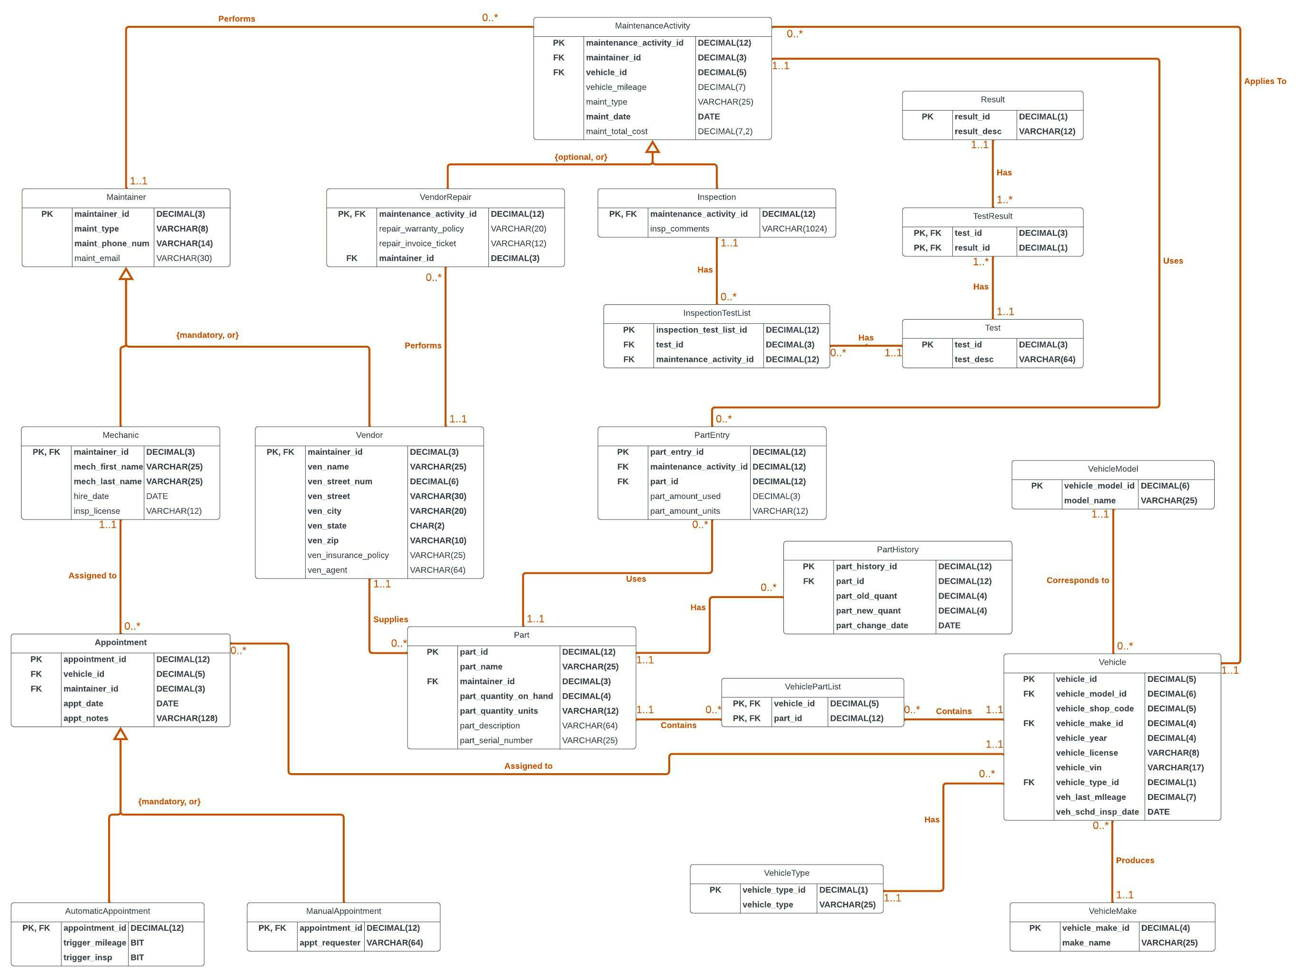 Performs
0..*
MaintenanceActivity
PK maintenance_activity_id DECIMAL(12)
FK maintainer_id DECIMAL(3)
FK vehicle_id DECIMAL(5)
vehicle_mileage DECIMAL(7)
maint_type VARCHAR(25)
maint_date DATE
maint_total_cost DECIMAL(7,2)
0..*
1..1
Applies To
Result
PK result_id DECIMAL(1)
result_desc VARCHAR(12)
1..1
Has
1..*
{optional, or}
1..1
Maintainer
PK maintainer_id DECIMAL(3)
maint_type VARCHAR(8)
maint_phone_num VARCHAR(14)
maint_email VARCHAR(30)
VendorRepair
PK, FK maintenance_activity_id DECIMAL(12)
repair_warranty_policy VARCHAR(20)
repair_invoice_ticket VARCHAR(12)
FK maintainer_id DECIMAL(3)
Inspection
PK, FK maintenance_activity_id DECIMAL(12)
insp_comments VARCHAR(1024)
TestResult
PK, FK test_id DECIMAL(3)
PK, FK result_id DECIMAL(1)
1..1
Has
0..*
1..*
Has
1..1
Uses
0..*
Performs
1..1
{mandatory, or}
InspectionTestList
PK inspection_test_list_id DECIMAL(12)
FK test_id DECIMAL(3)
FK maintenance_activity_id DECIMAL(12)
Has
0..*
1..1
Test
PK test_id DECIMAL(3)
test_desc VARCHAR(64)
0..*
Mechanic
PK, FK maintainer_id DECIMAL(3)
mech_first_name VARCHAR(25)
mech_last_name VARCHAR(25)
hire_date DATE
insp_license VARCHAR(12)
Vendor
PK, FK maintainer_id DECIMAL(3)
ven_name VARCHAR(25)
ven_street_num DECIMAL(6)
ven_street VARCHAR(30)
ven_city VARCHAR(20)
ven_state CHAR(2)
ven_zip VARCHAR(10)
ven_insurance_policy VARCHAR(25)
ven_agent VARCHAR(64)
PartEntry
PK part_entry_id DECIMAL(12)
FK maintenance_activity_id DECIMAL(12)
FK part_id DECIMAL(12)
part_amount_used DECIMAL(3)
part_amount_units VARCHAR(12)
VehicleModel
PK vehicle_model_id DECIMAL(6)
model_name VARCHAR(25)
1..1
Corresponds to
0..*
1..1
Assigned to
0..*
1..1
Supplies
0..*
0..*
Uses
1..1
PartHistory
PK part_history_id DECIMAL(12)
FK part_id DECIMAL(12)
part_old_quant DECIMAL(4)
part_new_quant DECIMAL(4)
part_change_date DATE
0..*
Has
1..1
Appointment
PK appointment_id DECIMAL(12)
FK vehicle_id DECIMAL(5)
FK maintainer_id DECIMAL(3)
appt_date DATE
appt_notes VARCHAR(128)
0..*
Part
PK part_id DECIMAL(12)
part_name VARCHAR(25)
FK maintainer_id DECIMAL(3)
part_quantity_on_hand DECIMAL(4)
part_quantity_units VARCHAR(12)
part_description VARCHAR(64)
part_serial_number VARCHAR(25)
1..1
Contains
0..*
VehiclePartList
PK, FK vehicle_id DECIMAL(5)
PK, FK part_id DECIMAL(12)
0..*
Contains
1..1
Vehicle
PK vehicle_id DECIMAL(5)
FK vehicle_model_id DECIMAL(6)
vehicle_shop_code DECIMAL(5)
FK vehicle_make_id DECIMAL(4)
vehicle_year DECIMAL(4)
vehicle_license VARCHAR(8)
vehicle_vin VARCHAR(17)
FK vehicle_type_id DECIMAL(1)
veh_last_mlleage DECIMAL(7)
veh_schd_insp_date DATE
1..1
1..1
Assigned to
0..*
Has
1..1
0..*
Produces
1..1
{mandatory, or}
VehicleType
PK vehicle_type_id DECIMAL(1)
vehicle_type VARCHAR(25)
AutomaticAppointment
PK, FK appointment_id DECIMAL(12)
trigger_mileage BIT
trigger_insp BIT
ManualAppointment
PK, FK appointment_id DECIMAL(12)
appt_requester VARCHAR(64)
VehicleMake
PK vehicle_make_id DECIMAL(4)
make_name VARCHAR(25)